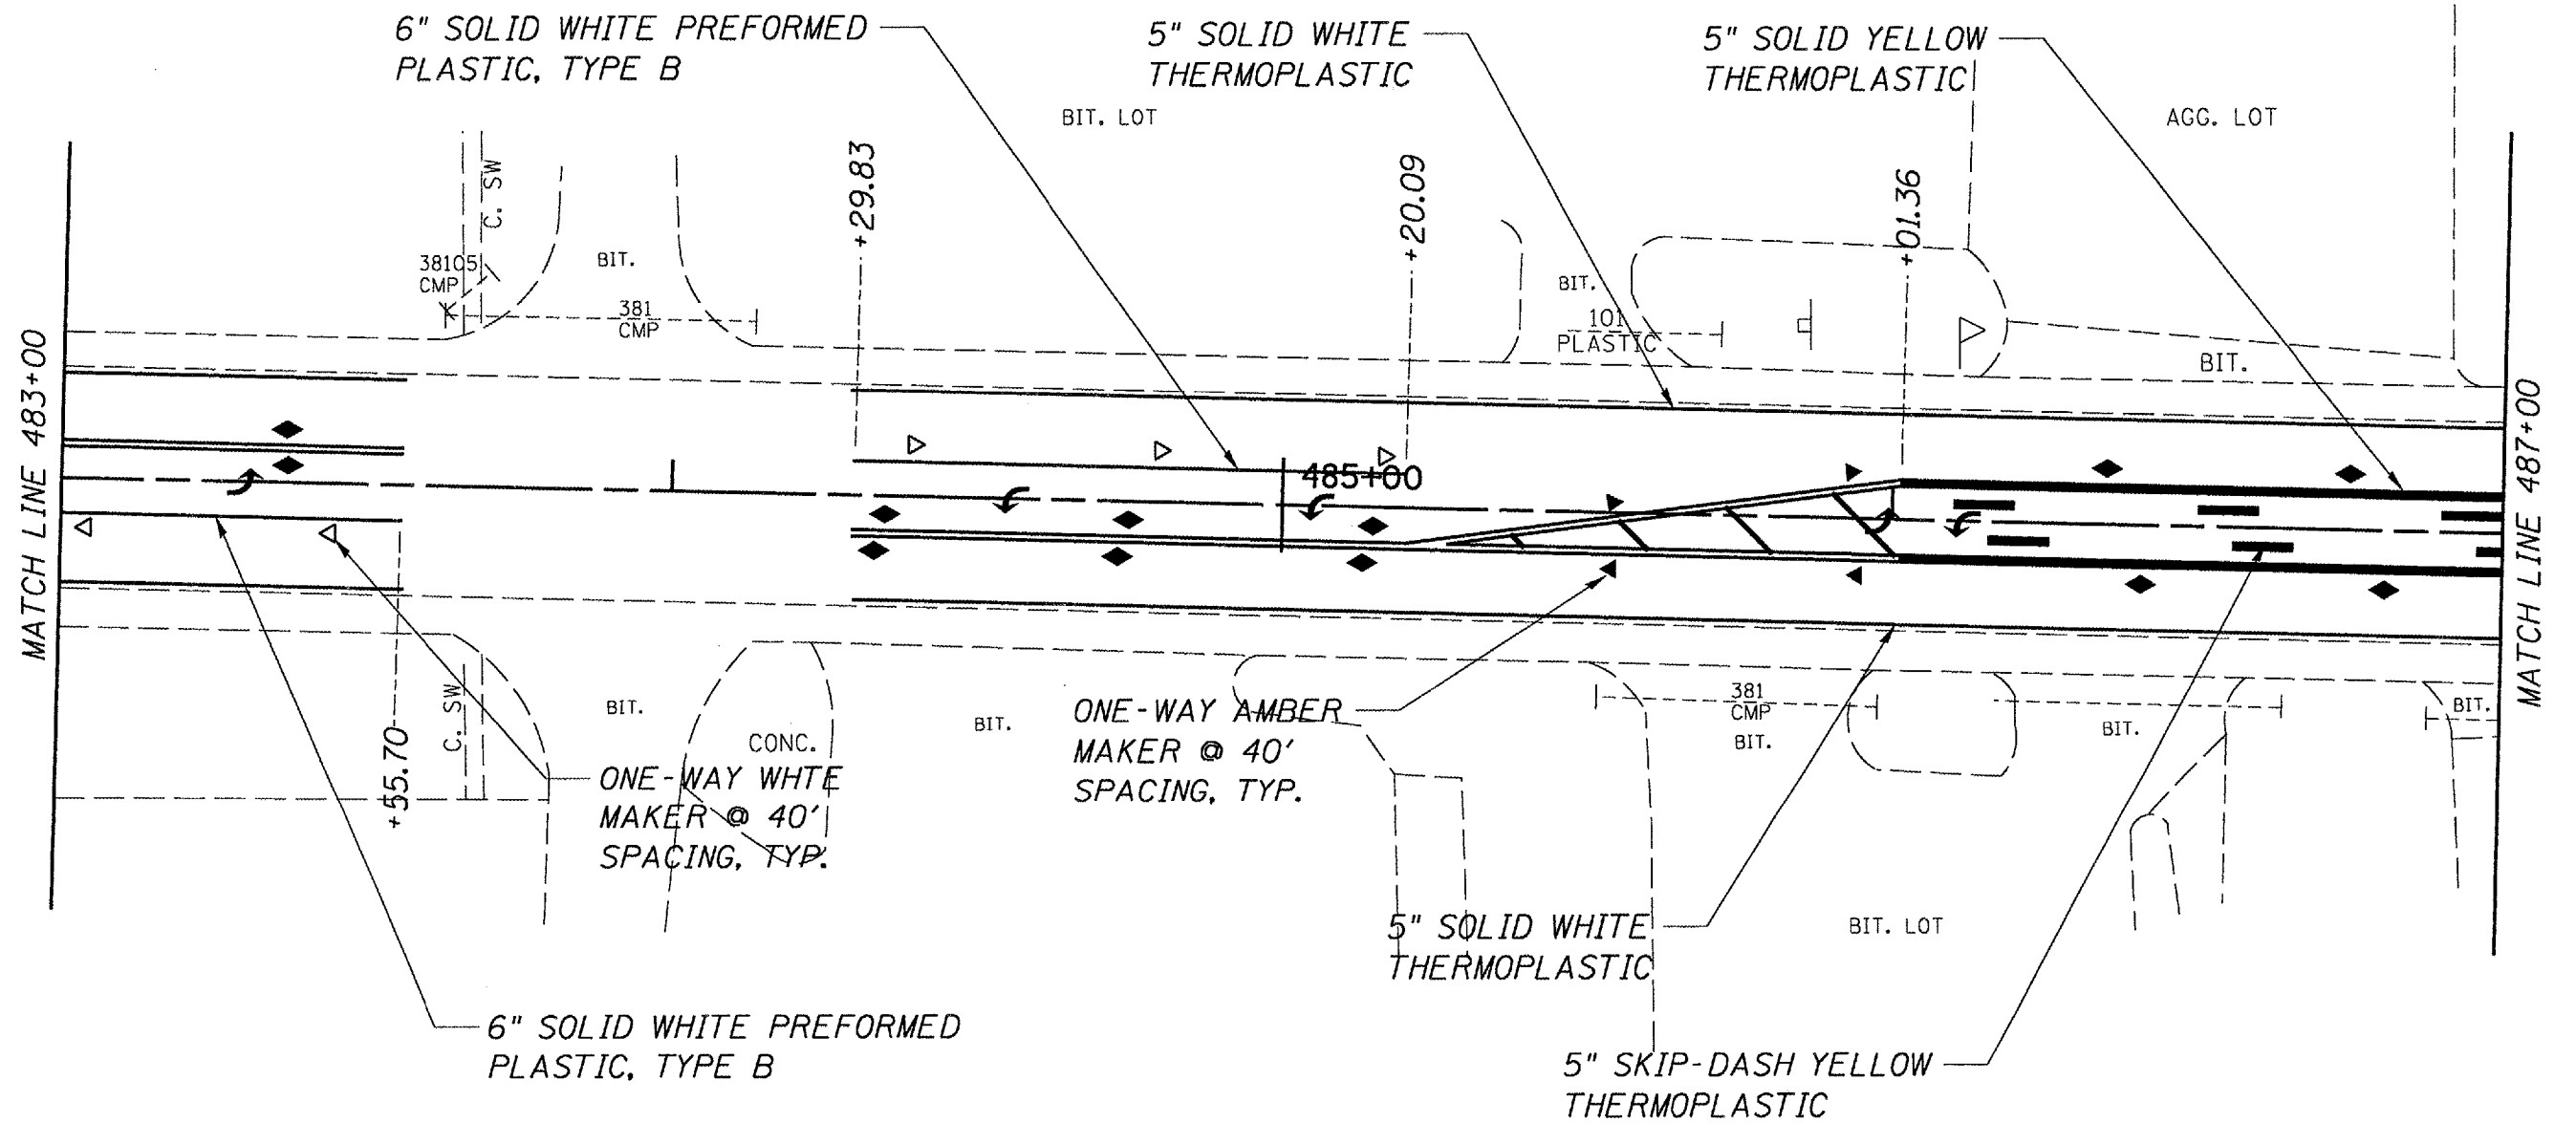 6" SOLID WHITE PREFORMED
PLASTIC, TYPE B
5" SOLID WHITE
THERMOPLASTIC
5" SOLID YELLOW
THERMOPLASTIC
BIT. LOT
AGG. LOT
C. SW
+29.83
+20.09
+01.36
38105
CMP
BIT.
381
CMP
BIT.
101
PLASTIC
BIT.
MATCH LINE 483+00
485+00
MATCH LINE 487+00
+55.70
C. SW
BIT.
CONC.
BIT.
ONE-WAY WHTE
MAKER @ 40'
SPACING, TYP.
ONE-WAY AMBER
MAKER @ 40'
SPACING, TYP.
381
CMP
BIT.
BIT.
BIT.
5" SOLID WHITE
THERMOPLASTIC
BIT. LOT
6" SOLID WHITE PREFORMED
PLASTIC, TYPE B
5" SKIP-DASH YELLOW
THERMOPLASTIC